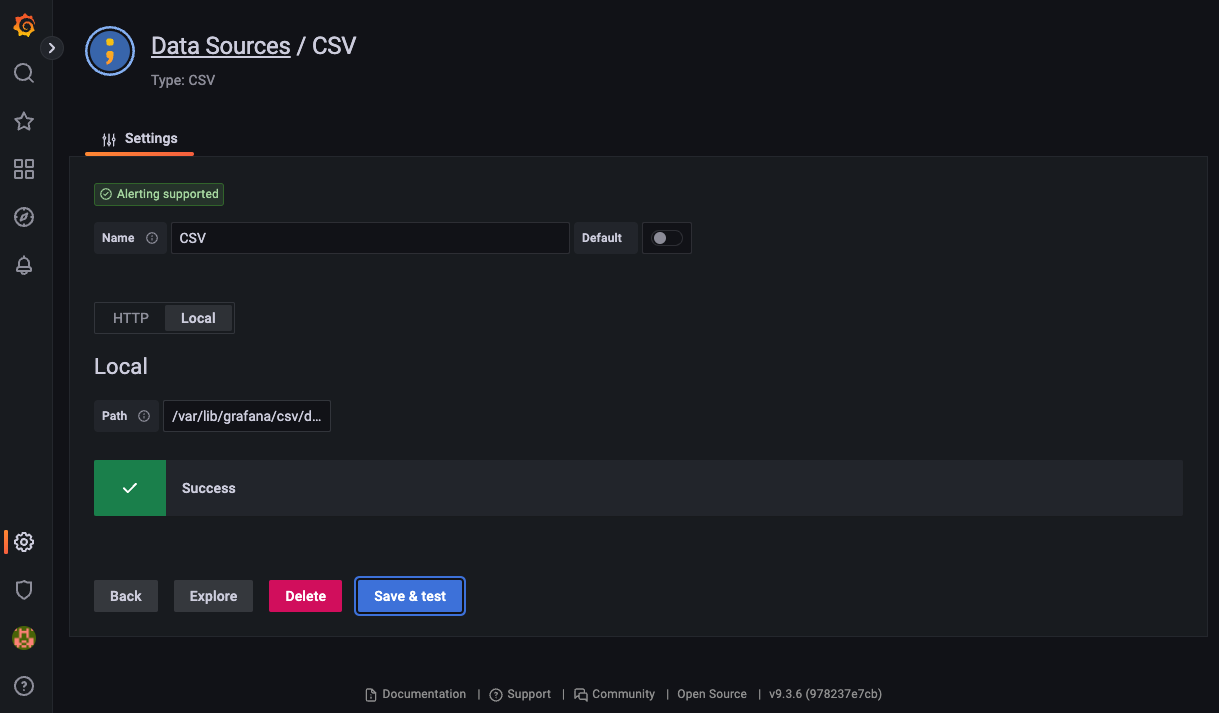 Data Sources / CSV
Type: CSV
Settings
Alerting supported
Name CSV Default
HTTP Local
Local
Path /var/lib/grafana/csv/d...
Success
Back Explore Delete Save & test
Documentation | Support | Community | Open Source | v9.3.6 (978237e7cb)